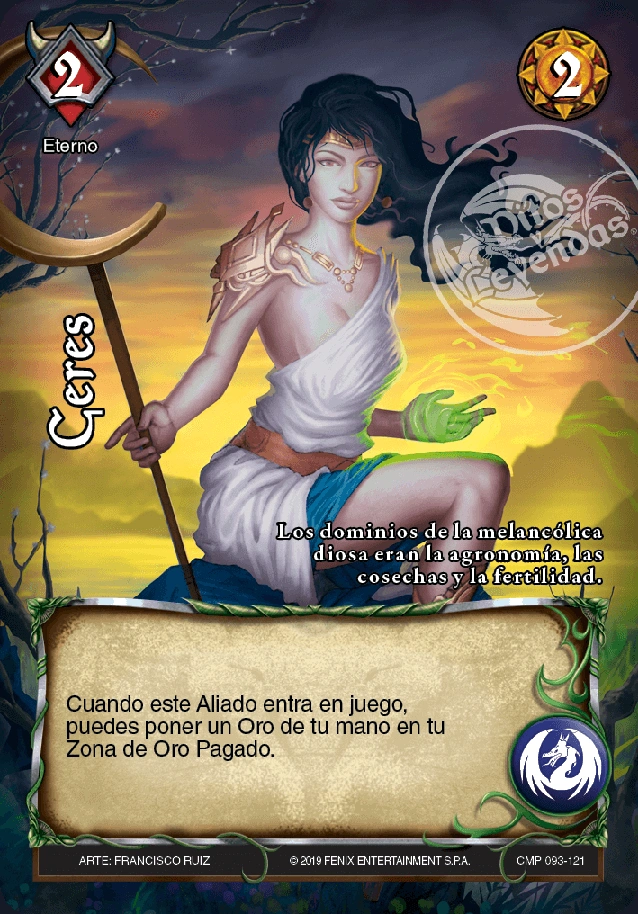 2
2
Eterno
Mitos
y
Leyendas
Ceres
Los dominios de la melancólica
diosa eran la agronomía, las
cosechas y la fertilidad.
Cuando este Aliado entra en juego,
puedes poner un Oro de tu mano en tu
Zona de Oro Pagado.
ARTE: FRANCISCO RUIZ
© 2019 FENIX ENTERTAINMENT S.P.A.
CMP 093-121